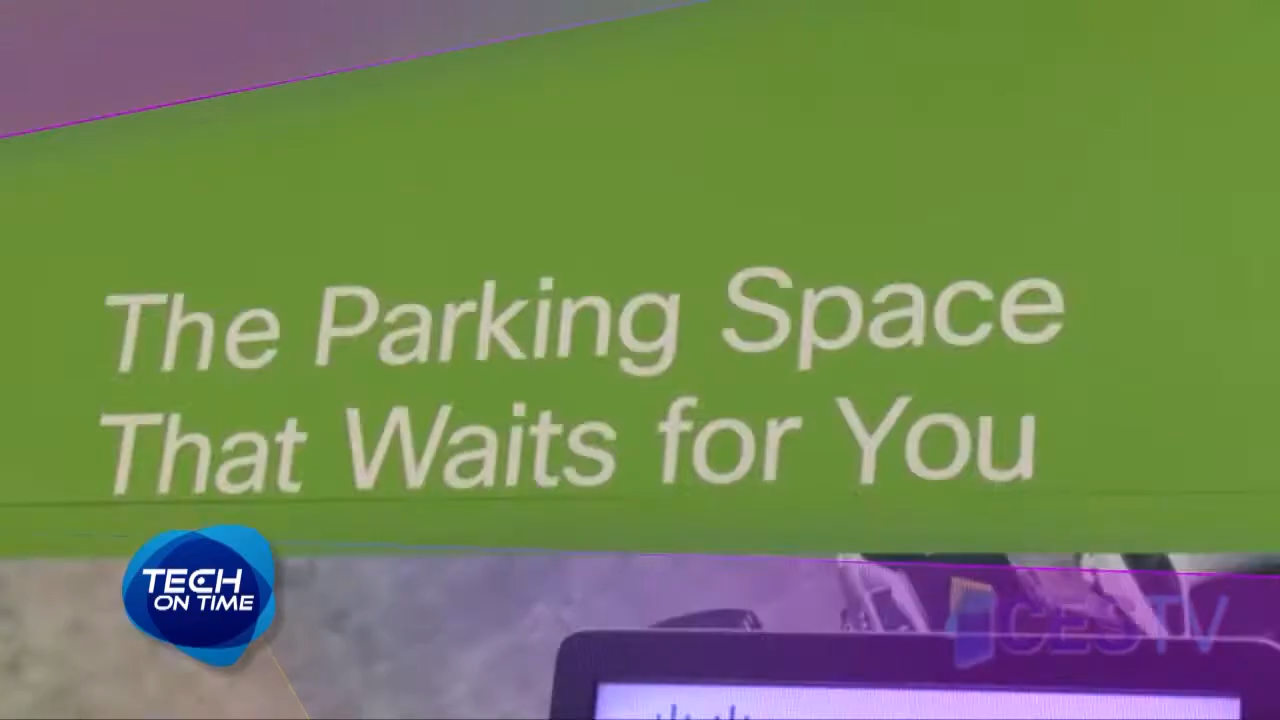 The Parking Space
That Waits for You
TECH
ON TIME
CESTV